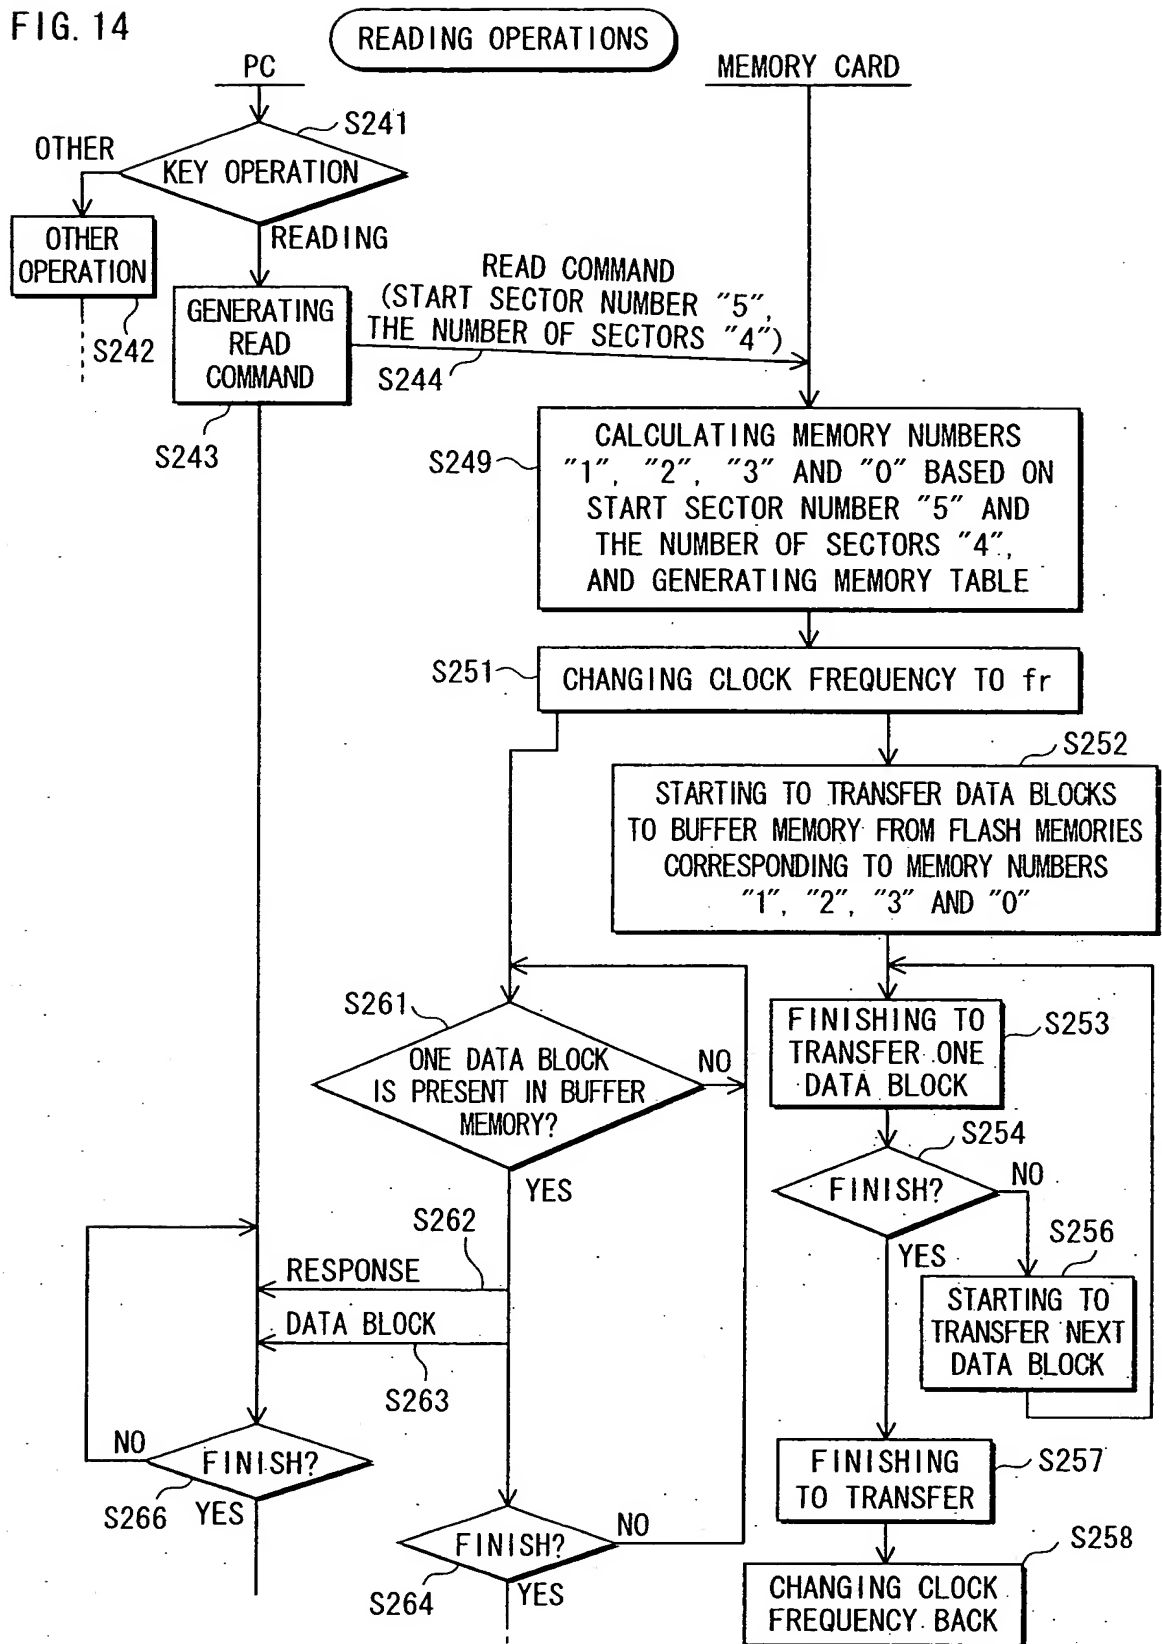 FIG. 14
READING OPERATIONS
PC
MEMORY CARD
S241
OTHER
KEY OPERATION
OTHER
OPERATION
S242
READING
GENERATING
READ
COMMAND
S243
READ COMMAND
(START SECTOR NUMBER "5",
THE NUMBER OF SECTORS "4")
S244
S249
CALCULATING MEMORY NUMBERS
"1", "2", "3" AND "0" BASED ON
START SECTOR NUMBER "5" AND
THE NUMBER OF SECTORS "4",
AND GENERATING MEMORY TABLE
S251
CHANGING CLOCK FREQUENCY TO fr
S252
STARTING TO TRANSFER DATA BLOCKS
TO BUFFER MEMORY FROM FLASH MEMORIES
CORRESPONDING TO MEMORY NUMBERS
"1", "2", "3" AND "0"
S261
ONE DATA BLOCK
IS PRESENT IN BUFFER
MEMORY?
NO
YES
FINISHING TO
TRANSFER ONE
DATA BLOCK
S253
S254
FINISH?
NO
YES
S256
STARTING TO
TRANSFER NEXT
DATA BLOCK
S262
RESPONSE
DATA BLOCK
S263
NO
FINISH?
S266
YES
FINISH?
NO
S264
YES
FINISHING
TO TRANSFER
S257
S258
CHANGING CLOCK
FREQUENCY BACK